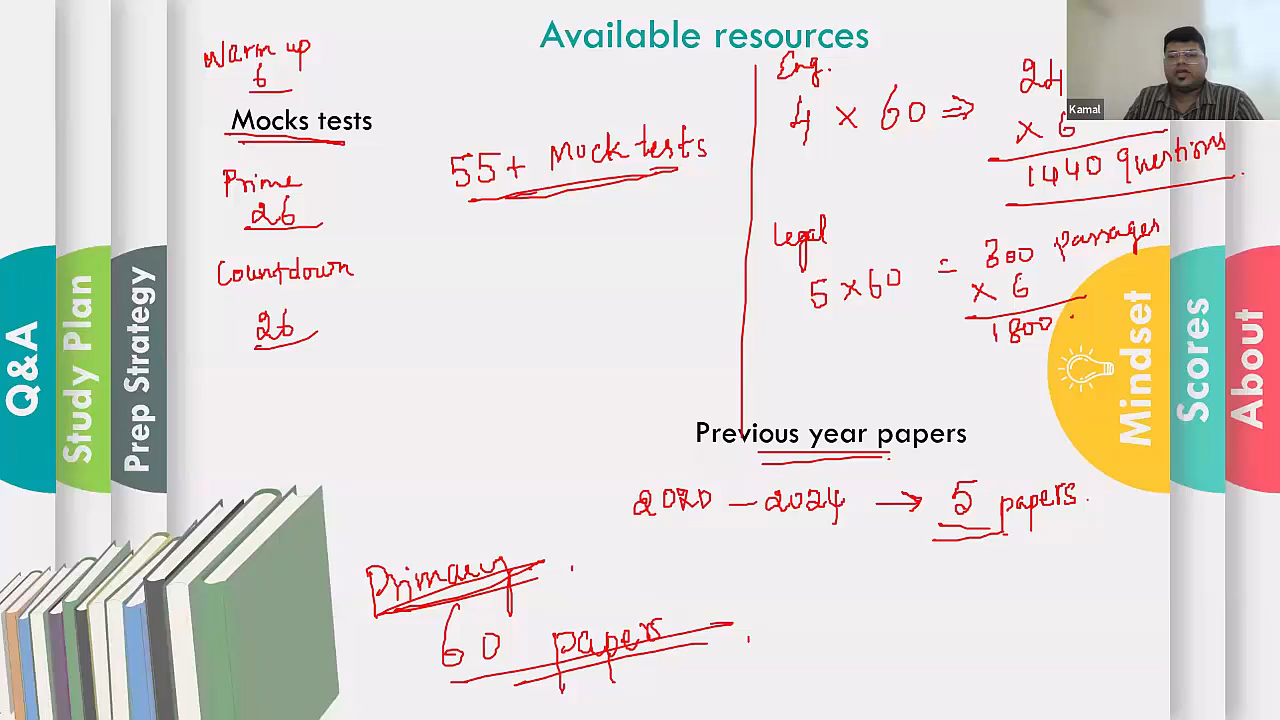 Available resources
Warm up
6
Mocks tests
Prime
26
Countdown
26
55+ Mock tests
Eng.
4 × 60 ⇒
24
× 6
1440 questions
Legal
5 × 60 = 300 passages
× 6
1800
Kamal
Previous year papers
2020 — 2024 → 5 papers.
Primary
60 papers
Q&A
Study Plan
Prep Strategy
Mindset
Scores
About